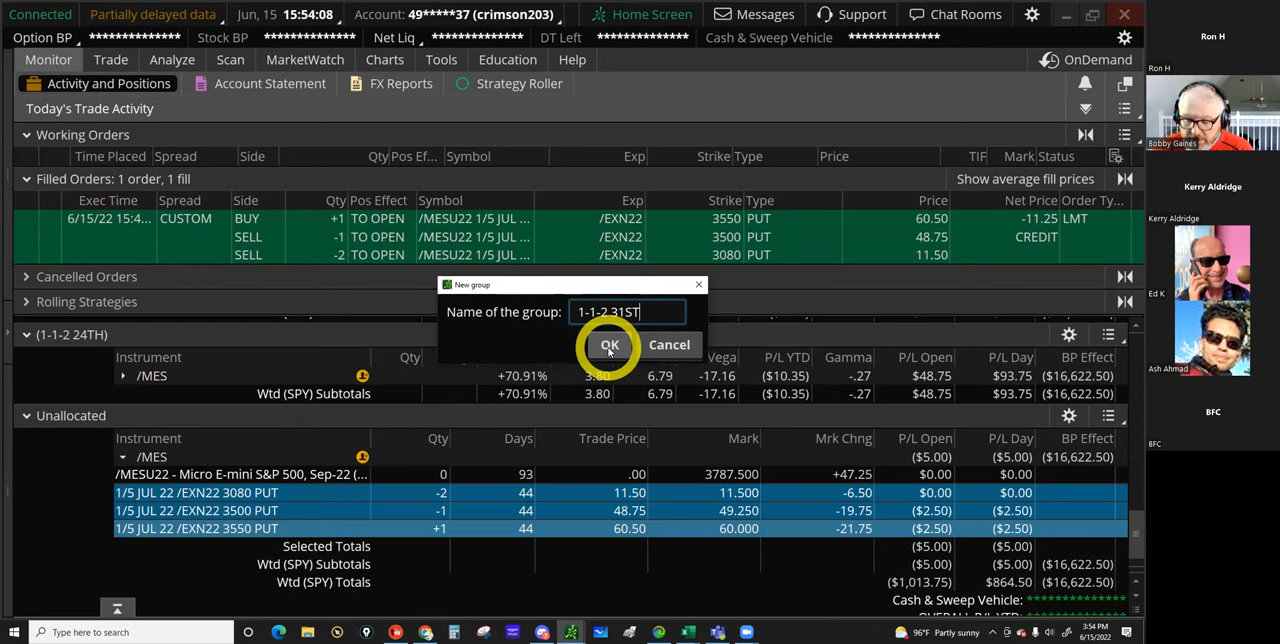 Connected Partially delayed data Jun, 15 15:54:08 Account: 49*****37 (crimson203) Home Screen Messages Support Chat Rooms
Option BP ************** Stock BP ************** Net Liq ************** DT Left ************** Cash & Sweep Vehicle **************
Monitor Trade Analyze Scan MarketWatch Charts Tools Education Help OnDemand
Activity and Positions Account Statement FX Reports Strategy Roller
Today's Trade Activity
Working Orders
Time Placed Spread Side Qty Pos Ef... Symbol Exp Strike Type Price TIF Mark Status
Filled Orders: 1 order, 1 fill Show average fill prices
Exec Time Spread Side Qty Pos Effect Symbol Exp Strike Type Price Net Price Order Ty...
6/15/22 15:4... CUSTOM BUY +1 TO OPEN /MESU22 1/5 JUL ... /EXN22 3550 PUT 60.50 -11.25 LMT
SELL -1 TO OPEN /MESU22 1/5 JUL ... /EXN22 3500 PUT 48.75 CREDIT
SELL -2 TO OPEN /MESU22 1/5 JUL ... /EXN22 3080 PUT 11.50
Cancelled Orders
Rolling Strategies
New group
Name of the group: 1-1-2 31ST
OK Cancel
(1-1-2 24TH)
Instrument Qty Vega P/L YTD Gamma P/L Open P/L Day BP Effect
/MES +70.91% 3.80 6.79 -17.16 ($10.35) -.27 $48.75 $93.75 ($16,622.50)
Wtd (SPY) Subtotals +70.91% 3.80 6.79 -17.16 ($10.35) -.27 $48.75 $93.75 ($16,622.50)
Unallocated
Instrument Qty Days Trade Price Mark Mrk Chng P/L Open P/L Day BP Effect
/MES ($5.00) ($5.00) ($16,622.50)
/MESU22 - Micro E-mini S&P 500, Sep-22 (... 0 93 .00 3787.500 +47.25 $0.00 $0.00
1/5 JUL 22 /EXN22 3080 PUT -2 44 11.50 11.500 -6.50 $0.00 $0.00
1/5 JUL 22 /EXN22 3500 PUT -1 44 48.75 49.250 -19.75 ($2.50) ($2.50)
1/5 JUL 22 /EXN22 3550 PUT +1 44 60.50 60.000 -21.75 ($2.50) ($2.50)
Selected Totals ($5.00) ($5.00)
Wtd (SPY) Subtotals ($5.00) ($5.00) ($16,622.50)
Wtd (SPY) Totals ($1,013.75) $864.50 ($16,622.50)
Cash & Sweep Vehicle: **************
Type here to search 96°F Partly sunny 3:54 PM
6/15/2022
Ron H
Ron H
Bobby Gaines
Kerry Aldridge
Kerry Aldridge
Ed K
Ash Ahmad
BFC
BFC